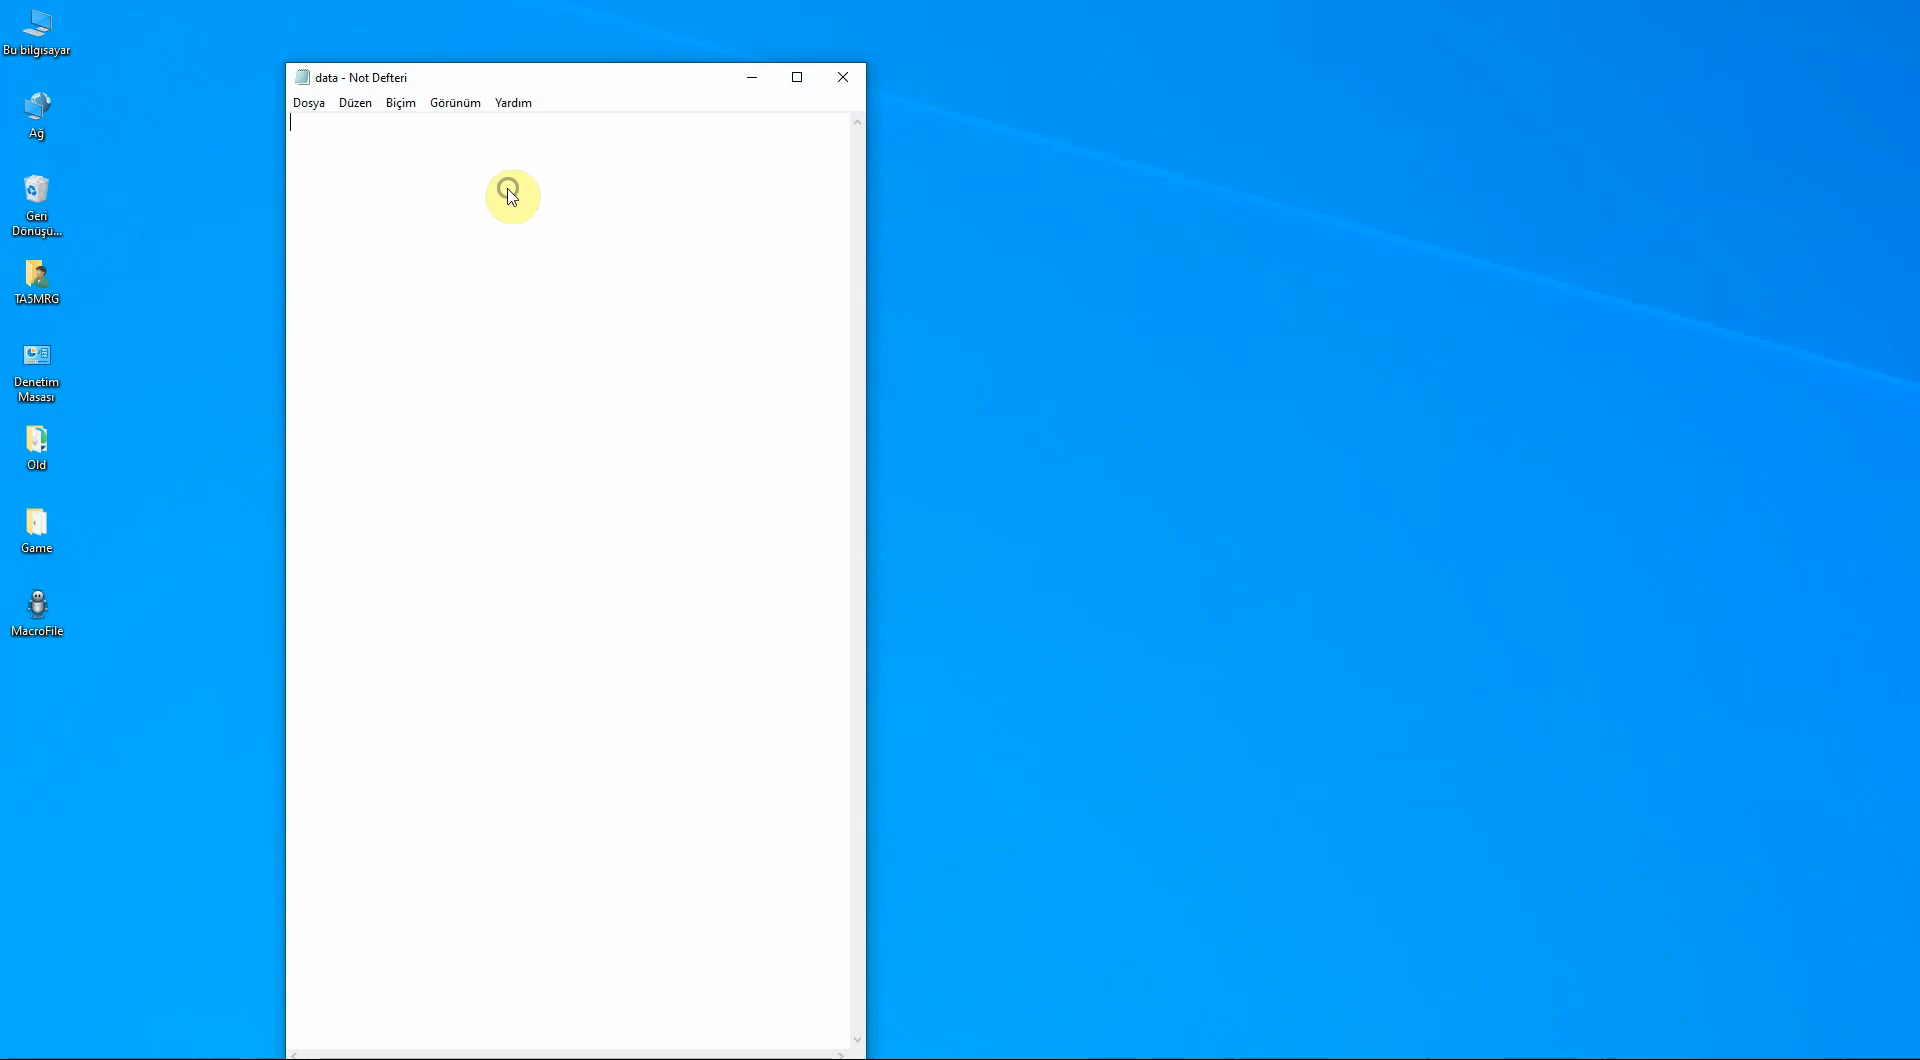 Bu bilgisayar
Ağ
Geri
Dönüşü...
TA5MRG
Denetim
Masası
Old
Game
MacroFile
data - Not Defteri
Dosya Düzen Biçim Görünüm Yardım